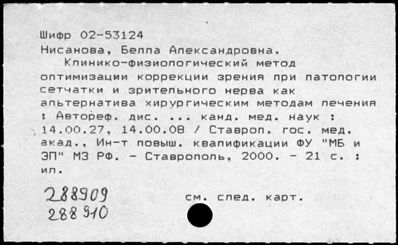 Шифр 02-53124
Нисанова, Белла Александровна.
Клинико-физиологический метод
оптимизации коррекции зрения при патологии
сетчатки и зрительного нерва как
альтернатива хирургическим методам лечения
: Автореф. дис. ... канд. мед. наук :
14.00.27, 14.00.08 / Ставроп. гос. мед.
акад., Ин-т повыш. квалификации ФУ "МБ и
ЭП" МЗ РФ. - Ставрополь, 2000. - 21 с. :
ил.
288909 см. след. карт.
288910